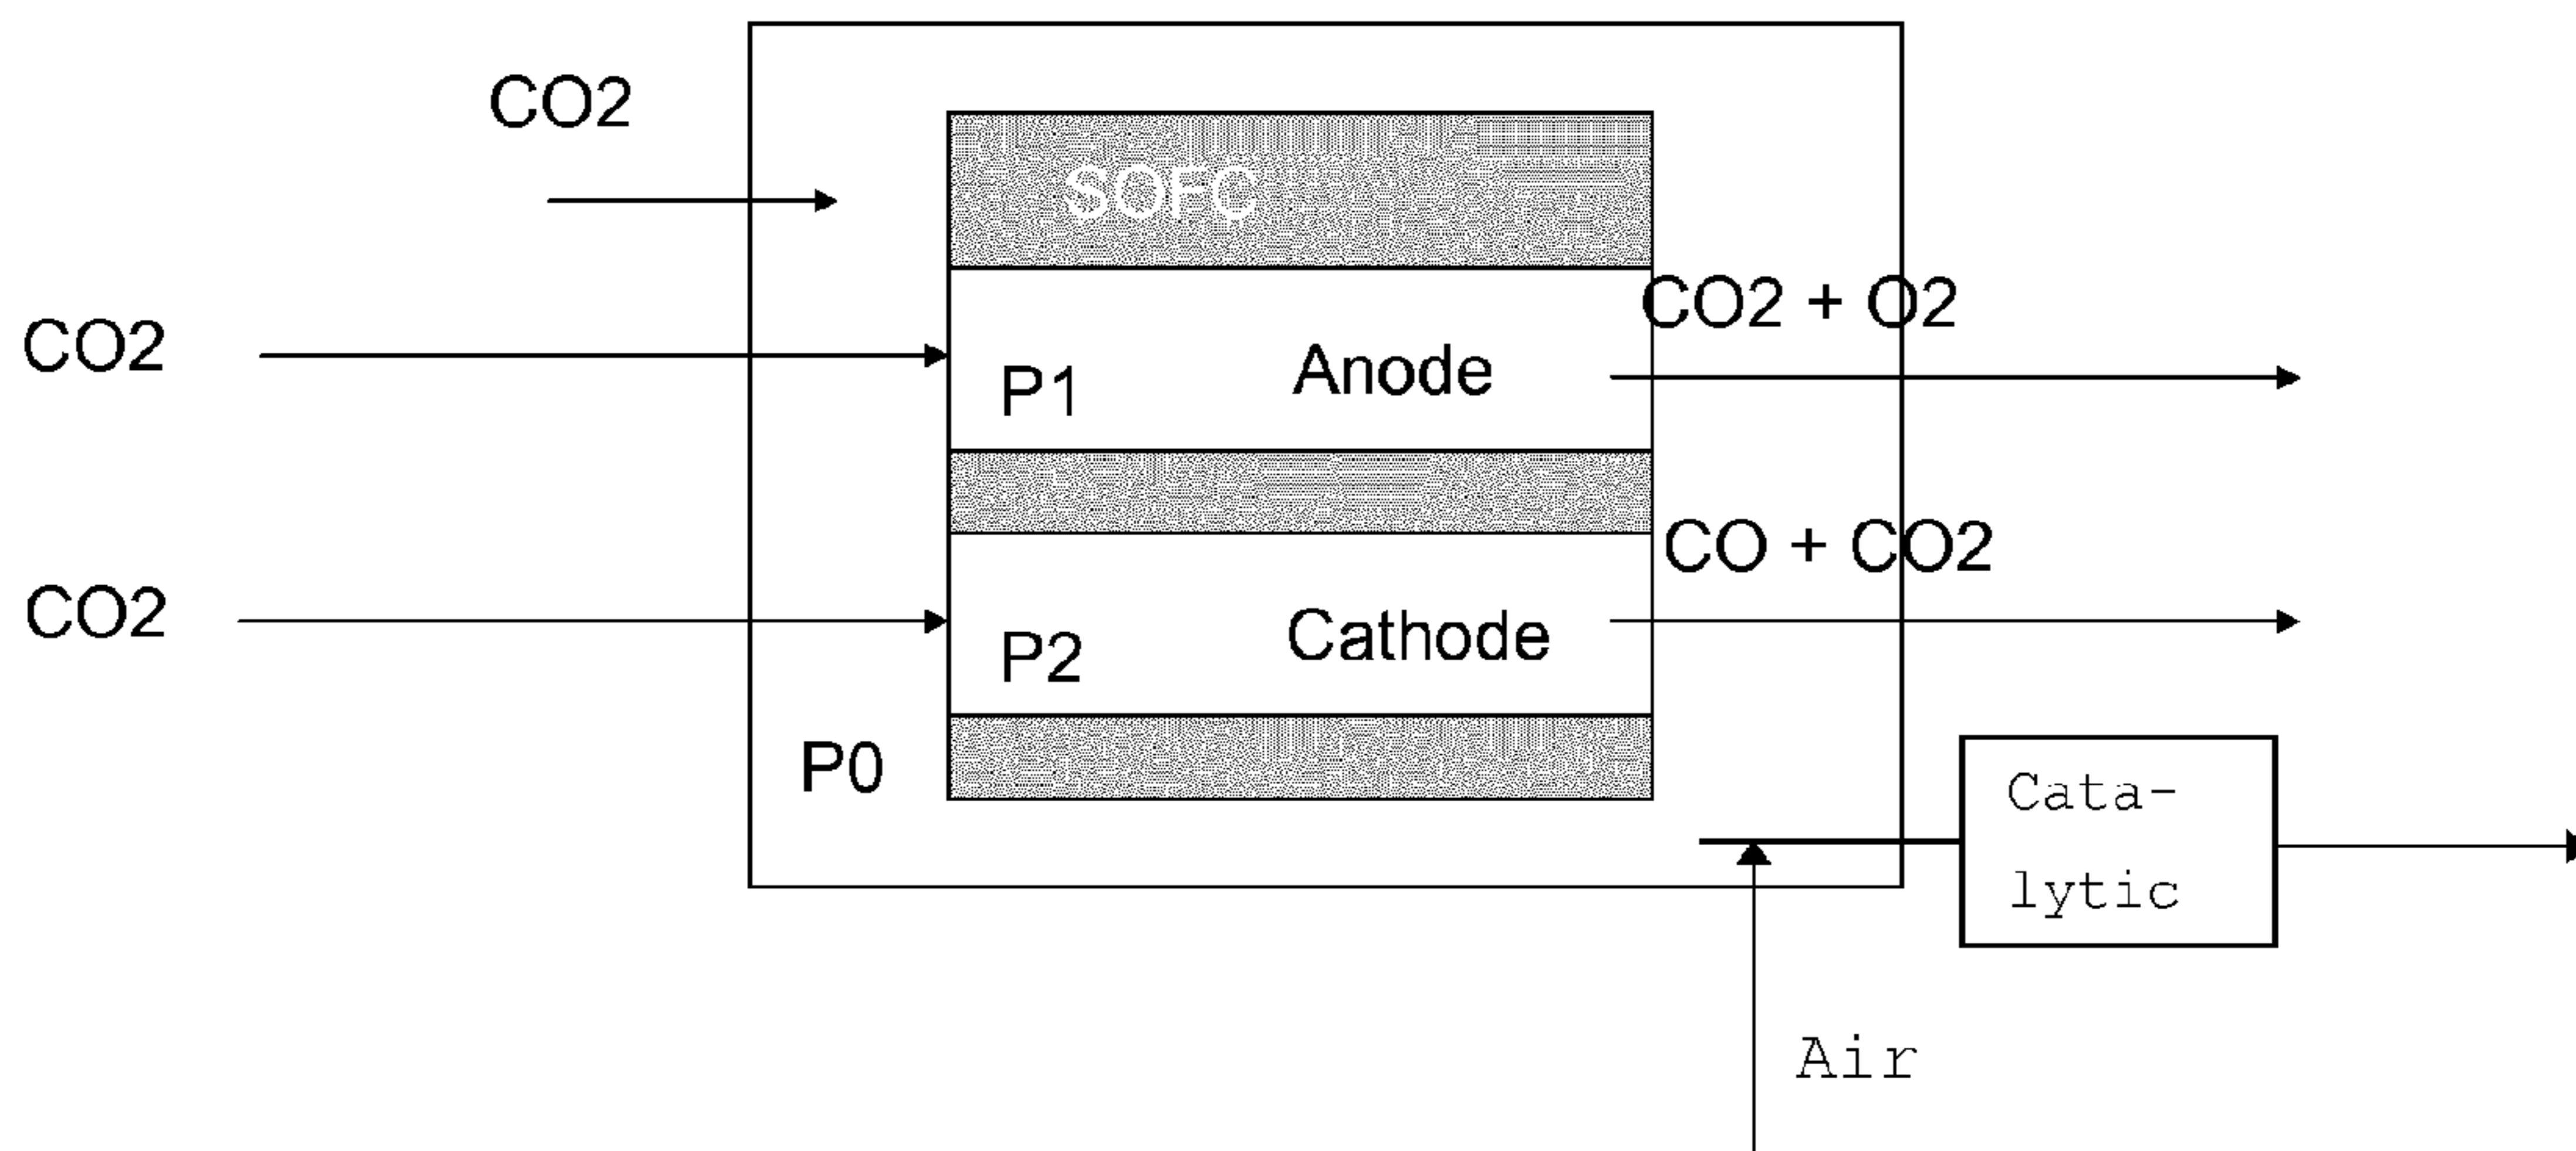 CO2
SOFC
CO2
CO2 + O2
P1
Anode
CO2
CO + CO2
P2
Cathode
P0
Cata-
lytic
Air